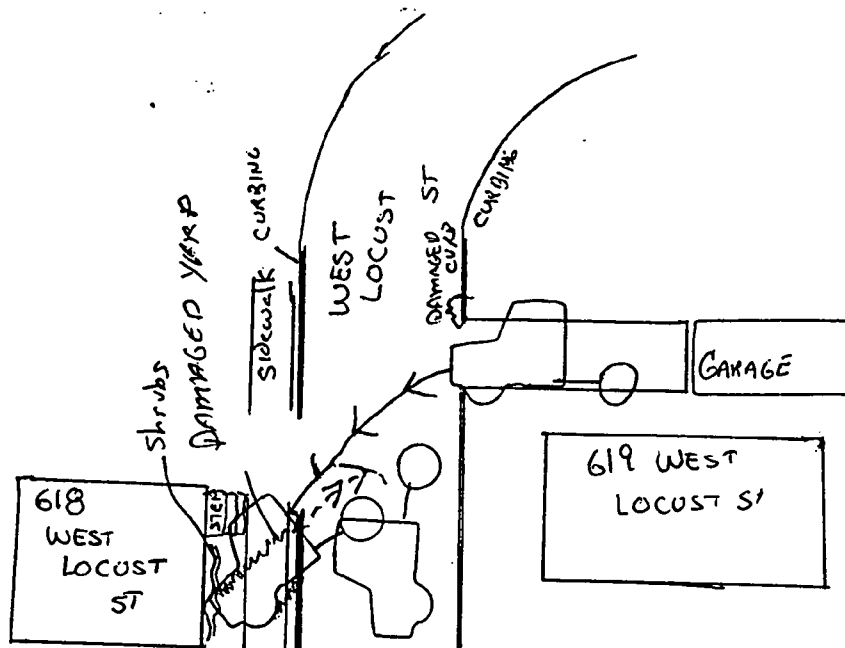 DAMAGED YARD
Shrubs
SIDEWALK
CURBING
WEST
LOCUST
ST
DAMAGED
CURB
CURBING
GARAGE
619 WEST
LOCUST ST
618
WEST
LOCUST
ST
STEP